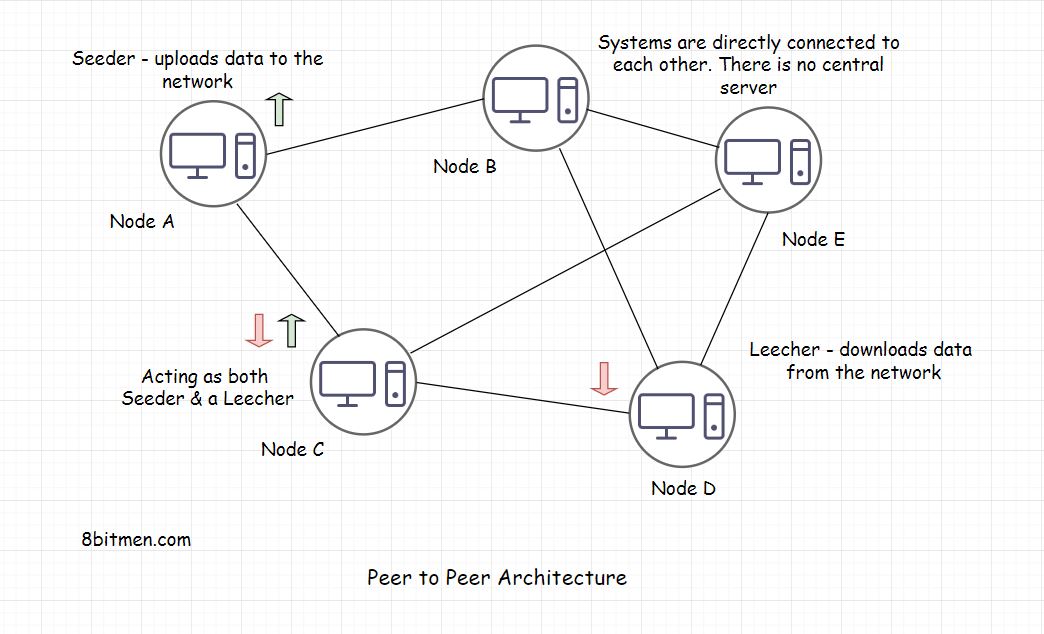 Seeder - uploads data to the
network
Systems are directly connected to
each other. There is no central
server
Node B
Node A
Node E
Leecher - downloads data
from the network
Acting as both
Seeder & a Leecher
Node C
Node D
8bitmen.com
Peer to Peer Architecture